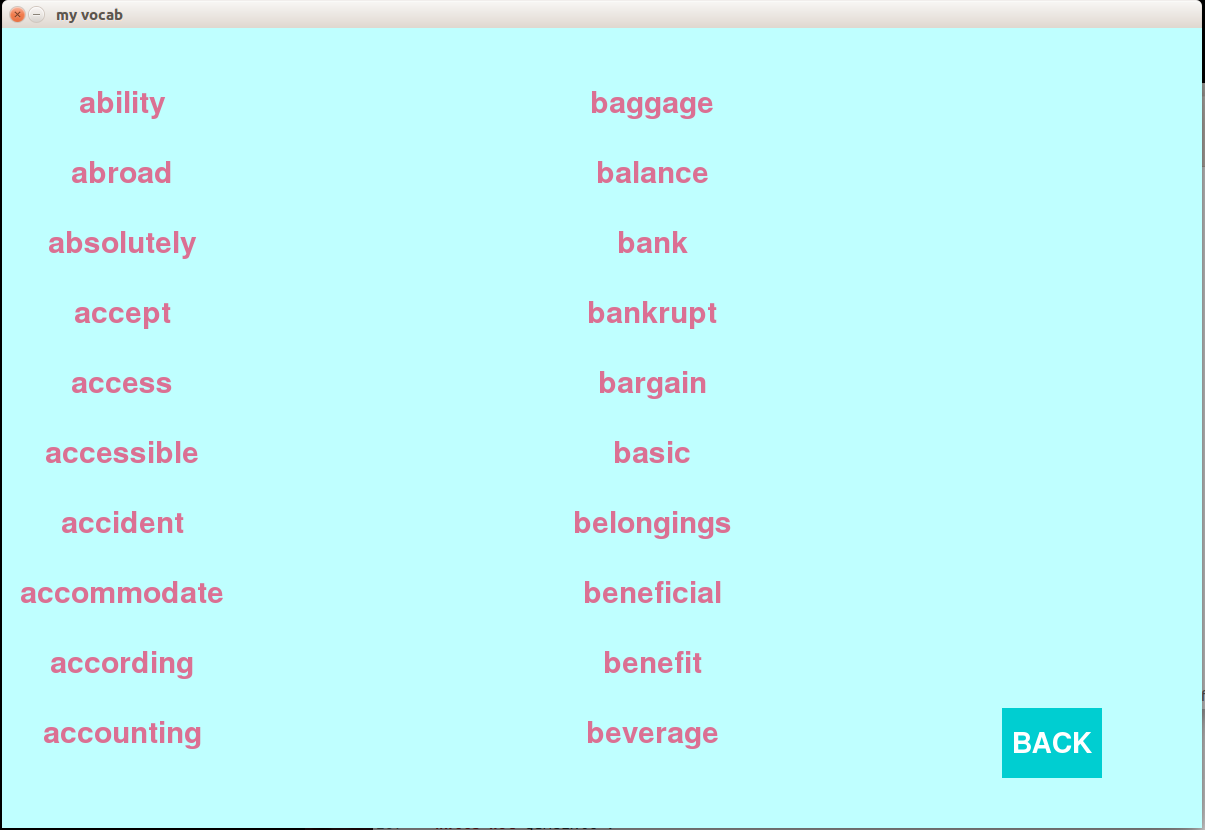 my vocab
ability
abroad
absolutely
accept
access
accessible
accident
accommodate
according
accounting
baggage
balance
bank
bankrupt
bargain
basic
belongings
beneficial
benefit
beverage
BACK